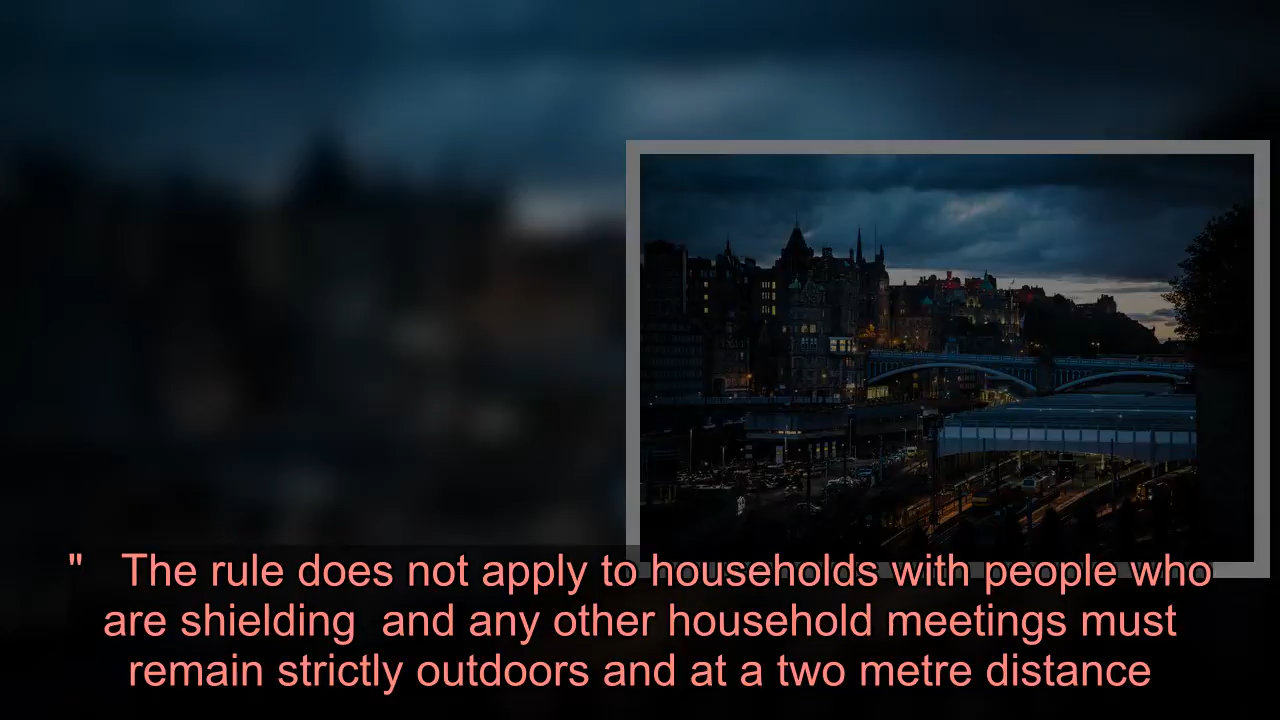 " The rule does not apply to households with people who
are shielding and any other household meetings must
remain strictly outdoors and at a two metre distance